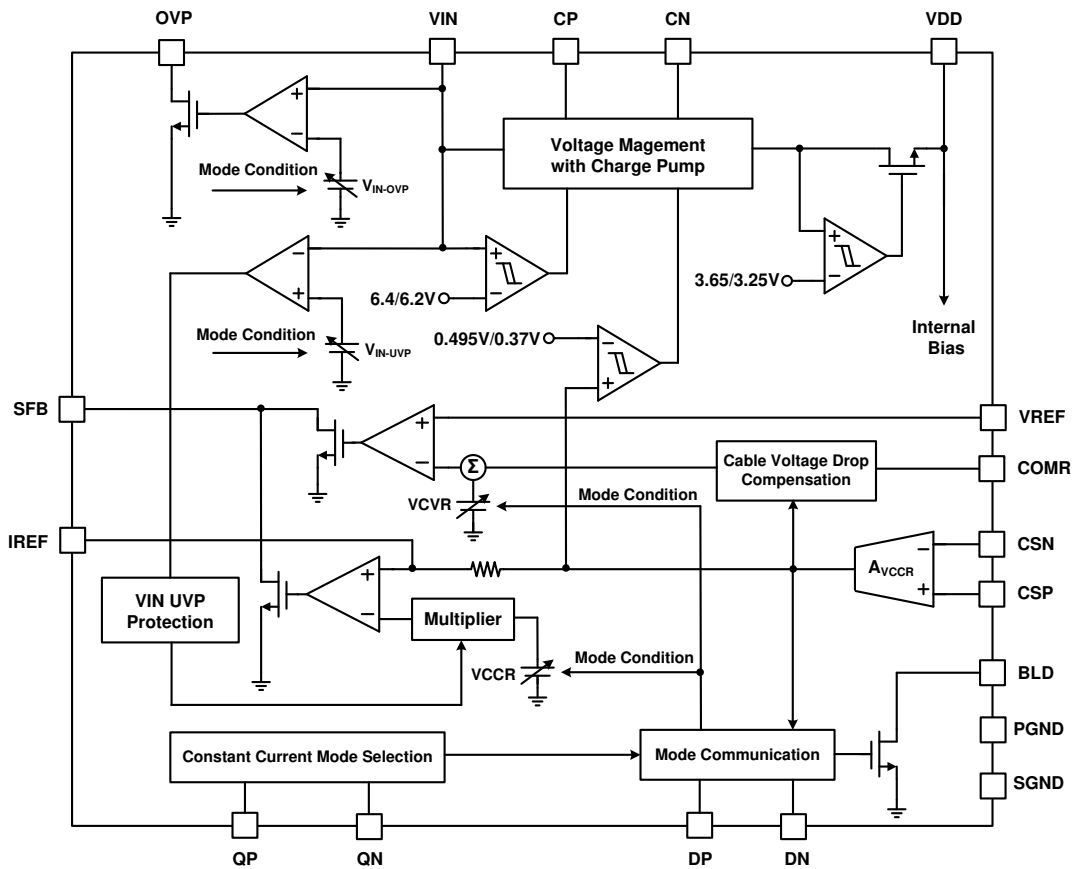 OVP
VIN
CP
CN
VDD
+
−
Mode Condition
VIN-OVP
Voltage Magement
with Charge Pump
−
+
+
−
6.4/6.2V
+
−
3.65/3.25V
Mode Condition
VIN-UVP
0.495V/0.37V
−
+
Internal
Bias
SFB
+
−
Σ
VREF
Cable Voltage Drop
Compensation
COMR
VCVR
Mode Condition
IREF
CSN
−
AVCCR
+
CSP
+
−
VIN UVP
Protection
Multiplier
VCCR
Mode Condition
BLD
PGND
Constant Current Mode Selection
Mode Communication
SGND
QP
QN
DP
DN